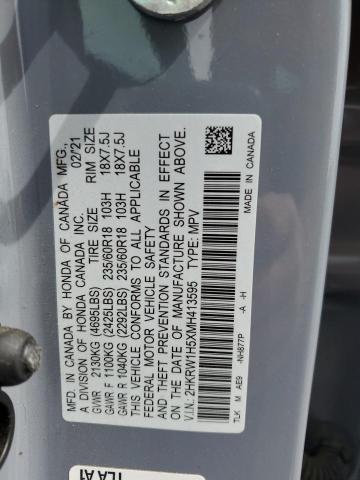 MFD. IN CANADA BY HONDA OF CANADA MFG.,
A DIVISION OF HONDA CANADA INC. 02/21
GVWR 2130KG (4695LBS) TIRE SIZE RIM SIZE
GAWR F 1100KG (2425LBS) 235/60R18 103H 18X7.5J
GAWR R 1040KG (2292LBS) 235/60R18 103H 18X7.5J
THIS VEHICLE CONFORMS TO ALL APPLICABLE
FEDERAL MOTOR VEHICLE SAFETY
AND THEFT PREVENTION STANDARDS IN EFFECT
ON THE DATE OF MANUFACTURE SHOWN ABOVE.
V.I.N.: 2HKRW1H5XMH413595 TYPE: MPV
TLK M AE9 -NH877P -A -H
MADE IN CANADA
TLA A1